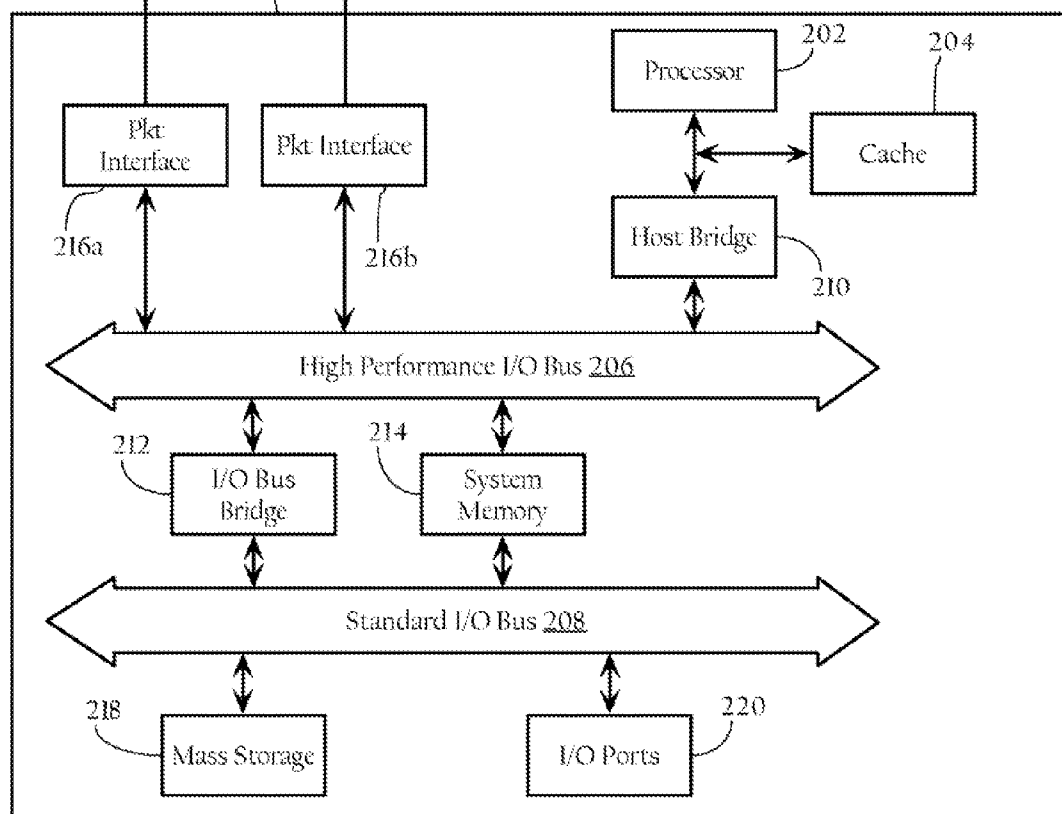 202
Processor
204
Cache
Pkt
Interface
216a
Pkt Interface
216b
Host Bridge
210
High Performance I/O Bus 206
212
I/O Bus
Bridge
214
System
Memory
Standard I/O Bus 208
218
Mass Storage
220
I/O Ports